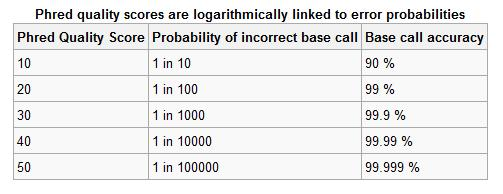 Phred quality scores are logarithmically linked to error probabilities
Phred Quality Score Probability of incorrect base call Base call accuracy
10 1 in 10 90 %
20 1 in 100 99 %
30 1 in 1000 99.9 %
40 1 in 10000 99.99 %
50 1 in 100000 99.999 %